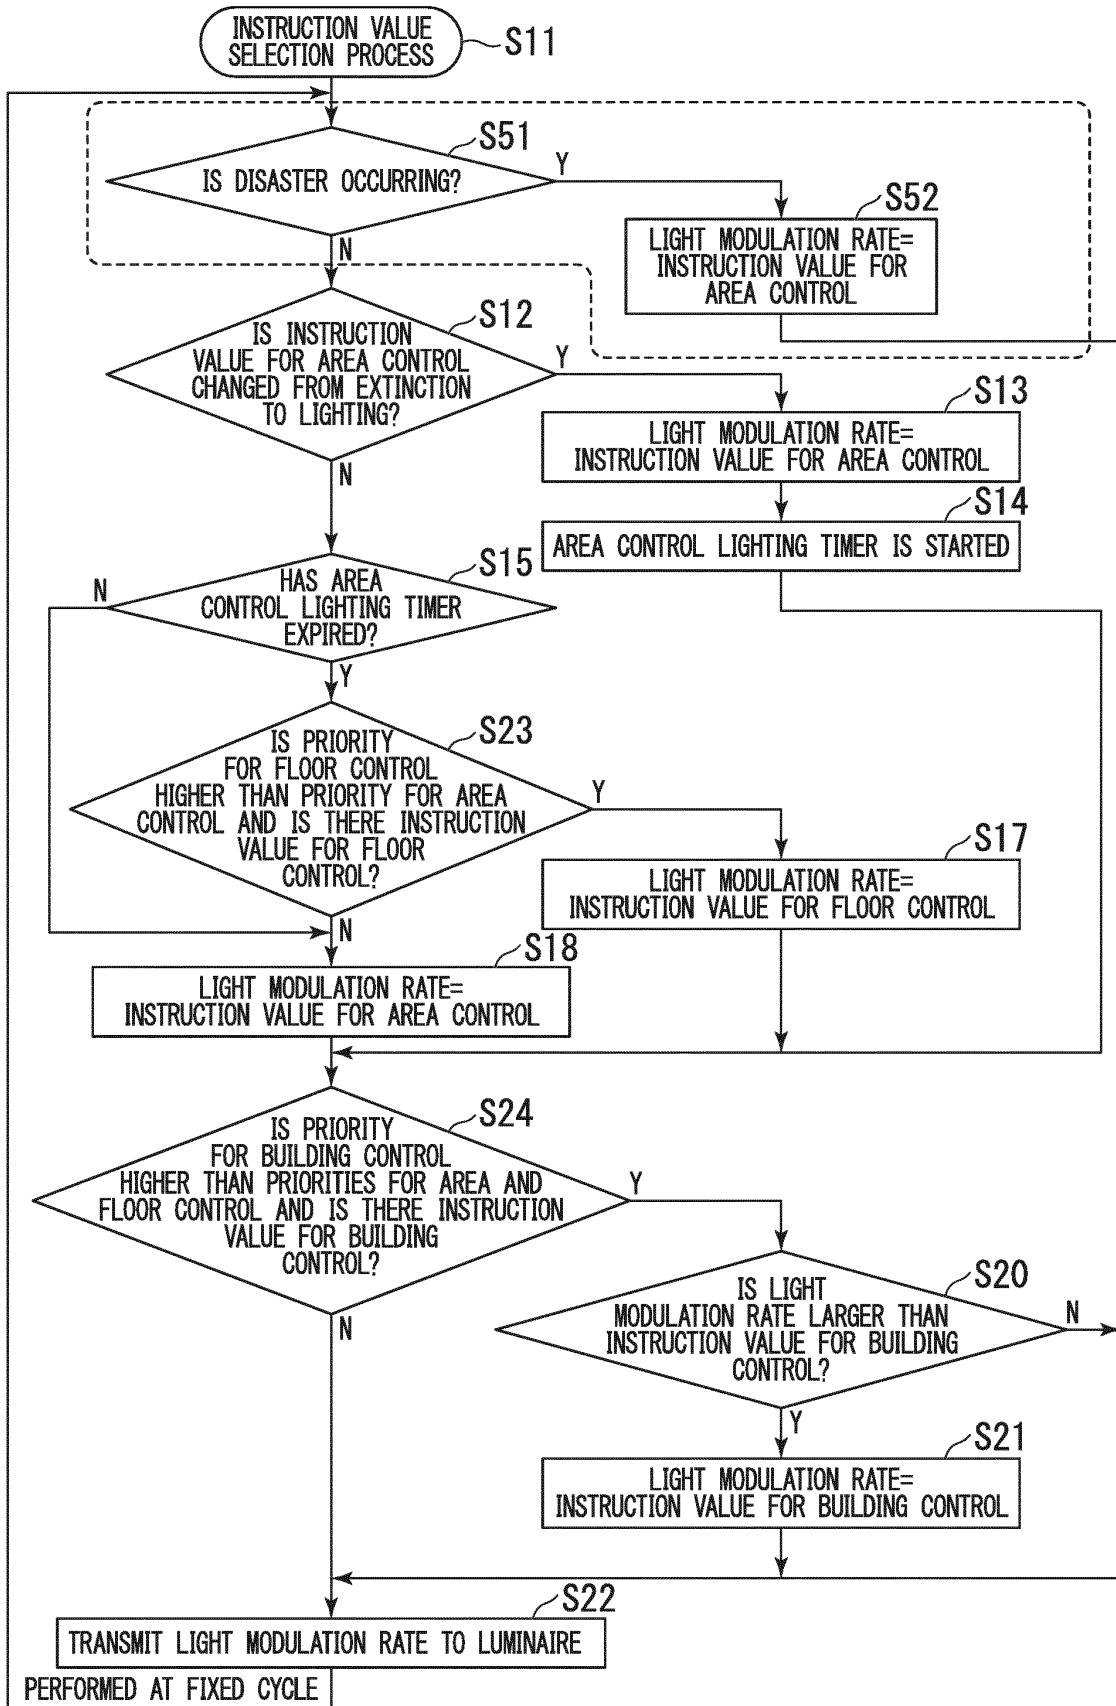 INSTRUCTION VALUE
SELECTION PROCESS
S11
S51
IS DISASTER OCCURRING?
Y
N
S52
LIGHT MODULATION RATE=
INSTRUCTION VALUE FOR
AREA CONTROL
S12
IS INSTRUCTION
VALUE FOR AREA CONTROL
CHANGED FROM EXTINCTION
TO LIGHTING?
Y
N
S13
LIGHT MODULATION RATE=
INSTRUCTION VALUE FOR AREA CONTROL
S14
AREA CONTROL LIGHTING TIMER IS STARTED
S15
HAS AREA
CONTROL LIGHTING TIMER
EXPIRED?
N
Y
S23
IS PRIORITY
FOR FLOOR CONTROL
HIGHER THAN PRIORITY FOR AREA
CONTROL AND IS THERE INSTRUCTION
VALUE FOR FLOOR
CONTROL?
Y
N
S17
LIGHT MODULATION RATE=
INSTRUCTION VALUE FOR FLOOR CONTROL
S18
LIGHT MODULATION RATE=
INSTRUCTION VALUE FOR AREA CONTROL
S24
IS PRIORITY
FOR BUILDING CONTROL
HIGHER THAN PRIORITIES FOR AREA AND
FLOOR CONTROL AND IS THERE INSTRUCTION
VALUE FOR BUILDING
CONTROL?
Y
N
S20
IS LIGHT
MODULATION RATE LARGER THAN
INSTRUCTION VALUE FOR BUILDING
CONTROL?
N
Y
S21
LIGHT MODULATION RATE=
INSTRUCTION VALUE FOR BUILDING CONTROL
S22
TRANSMIT LIGHT MODULATION RATE TO LUMINAIRE
PERFORMED AT FIXED CYCLE